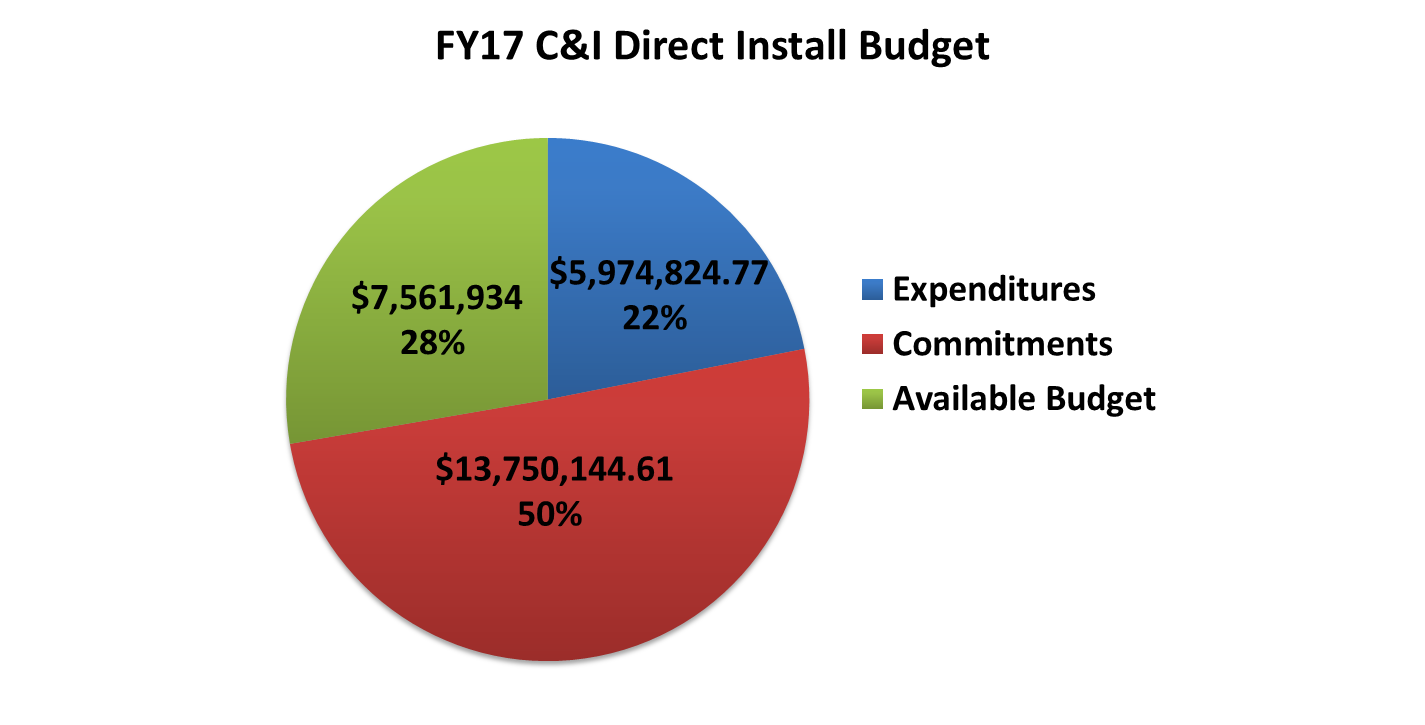 FY17 C&I Direct Install Budget
$5,974,824.77
22%
$7,561,934
28%
$13,750,144.61
50%
Expenditures
Commitments
Available Budget